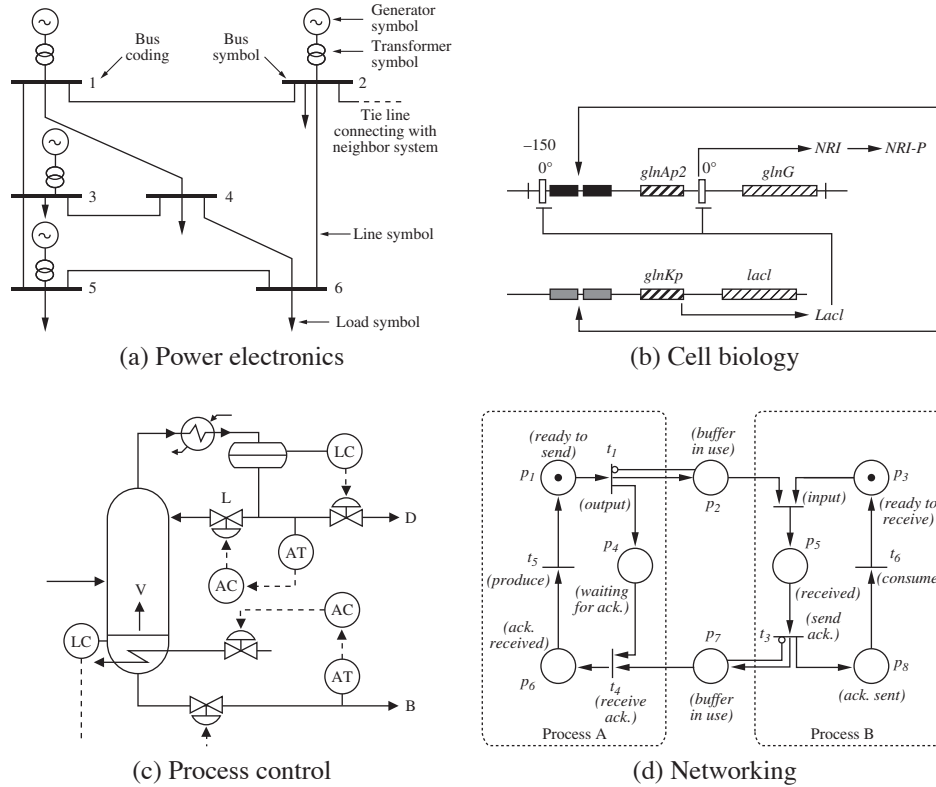 Generator
symbol
Bus
coding
Bus
symbol
Transformer
symbol
1
2
Tie line
connecting with
neighbor system
3
4
Line symbol
5
6
Load symbol
(a) Power electronics
–150
0°
glnAp2
0°
NRI
NRI-P
glnG
glnKp
lacl
Lacl
(b) Cell biology
LC
L
D
AT
AC
V
AC
LC
AT
B
(c) Process control
(ready to
send)
t1
(buffer
in use)
p1
p2
p3
(output)
(input)
(ready to
receive)
p4
p5
t5
t6
(produce)
(waiting
for ack.)
(received)
(consume)
(ack.
received)
(send
ack.)
t3
p7
p6
t4
p8
(receive
ack.)
(buffer
in use)
(ack. sent)
Process A
Process B
(d) Networking